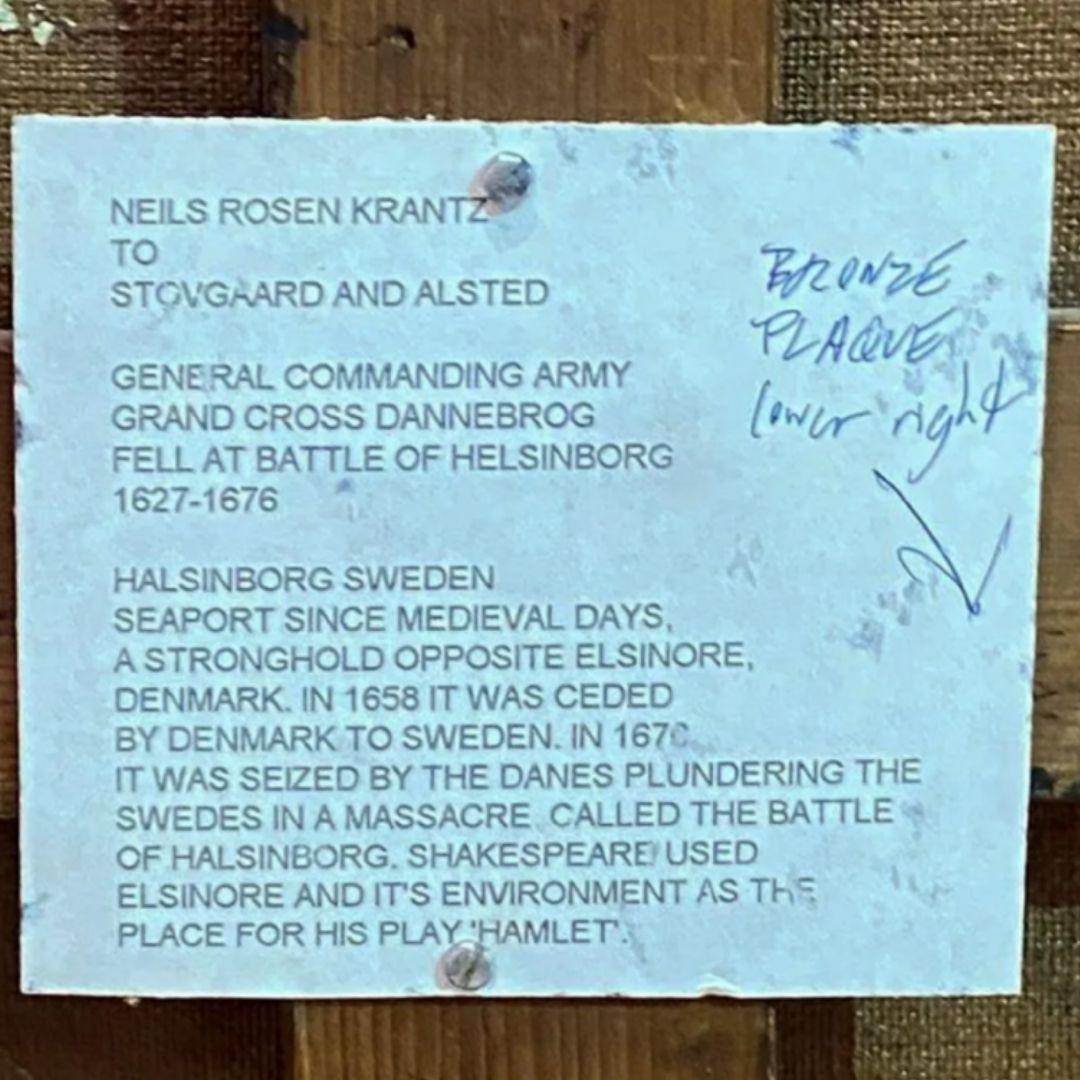 NEILS ROSEN KRANTZ
TO
STOVGAARD AND ALSTED
GENERAL COMMANDING ARMY
GRAND CROSS DANNEBROG
FELL AT BATTLE OF HELSINBORG
1627-1676
HALSINBORG SWEDEN
SEAPORT SINCE MEDIEVAL DAYS,
A STRONGHOLD OPPOSITE ELSINORE,
DENMARK. IN 1658 IT WAS CEDED
BY DENMARK TO SWEDEN. IN
IT WAS SEIZED BY THE DANES PLUNDERING THE
SWEDES IN A MASSACRE CALLED THE BATTLE
OF HALSINBORG. SHAKESPEARE USED
ELSINORE AND IT'S ENVIRONMENT AS THE
PLACE FOR HIS PLAY 'HAMLET'.
BRONZE
PLAQUE
lower right